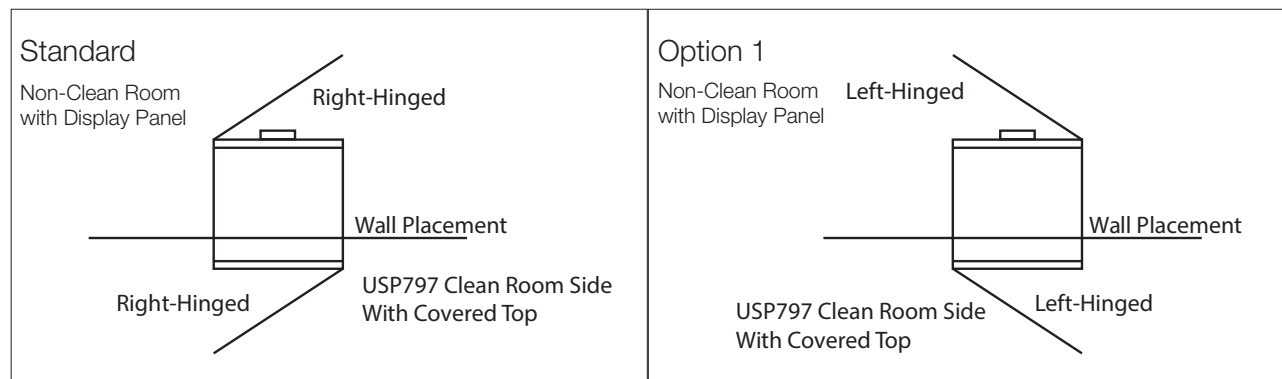 Standard
Non-Clean Room
with Display Panel
Right-Hinged
Wall Placement
Right-Hinged
USP797 Clean Room Side
With Covered Top
Option 1
Non-Clean Room
with Display Panel
Left-Hinged
Wall Placement
USP797 Clean Room Side
With Covered Top
Left-Hinged